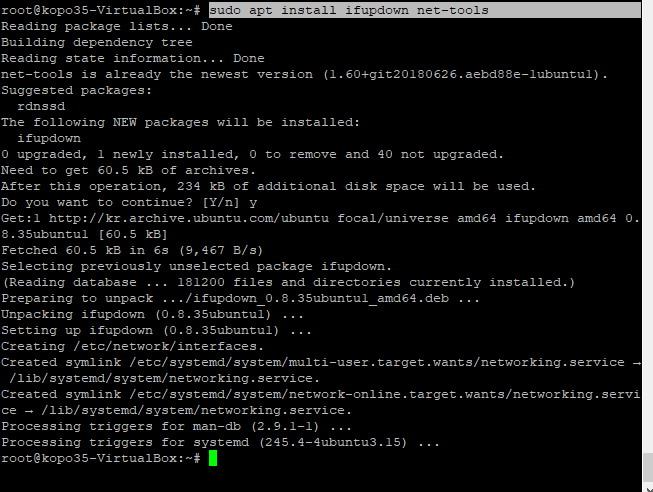 root@kopo35-VirtualBox:~# sudo apt install ifupdown net-tools
Reading package lists... Done
Building dependency tree
Reading state information... Done
net-tools is already the newest version (1.60+git20180626.aebd88e-1ubuntu1).
Suggested packages:
  rdnssd
The following NEW packages will be installed:
  ifupdown
0 upgraded, 1 newly installed, 0 to remove and 40 not upgraded.
Need to get 60.5 kB of archives.
After this operation, 234 kB of additional disk space will be used.
Do you want to continue? [Y/n] y
Get:1 http://kr.archive.ubuntu.com/ubuntu focal/universe amd64 ifupdown amd64 0.
8.35ubuntu1 [60.5 kB]
Fetched 60.5 kB in 6s (9,467 B/s)
Selecting previously unselected package ifupdown.
(Reading database ... 181200 files and directories currently installed.)
Preparing to unpack .../ifupdown_0.8.35ubuntu1_amd64.deb ...
Unpacking ifupdown (0.8.35ubuntu1) ...
Setting up ifupdown (0.8.35ubuntu1) ...
Creating /etc/network/interfaces.
Created symlink /etc/systemd/system/multi-user.target.wants/networking.service →
 /lib/systemd/system/networking.service.
Created symlink /etc/systemd/system/network-online.target.wants/networking.servi
ce → /lib/systemd/system/networking.service.
Processing triggers for man-db (2.9.1-1) ...
Processing triggers for systemd (245.4-4ubuntu3.15) ...
root@kopo35-VirtualBox:~#